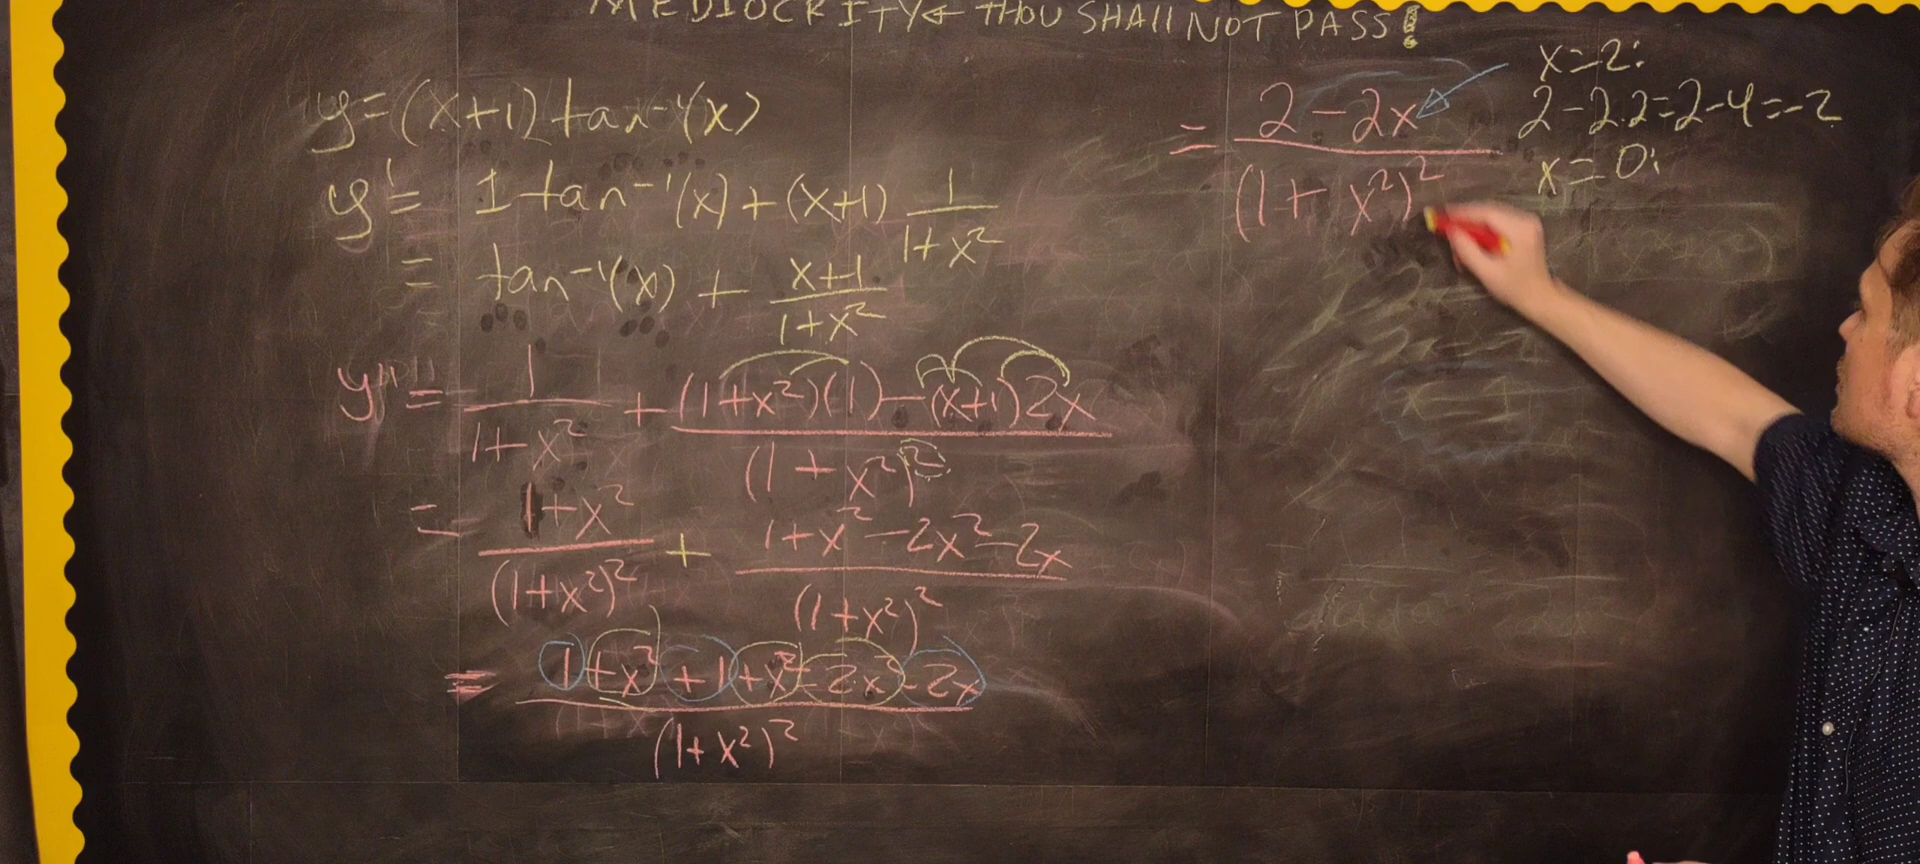 MEDIOCRITY← THOU SHALL NOT PASS!
y=(x+1)tan⁻¹(x)
y'= 1 tan⁻¹(x)+(x+1) 1/(1+x²)
= tan⁻¹(x) + (x+1)/(1+x²)
y''= 1/(1+x²) + ((1+x²)(1)-(x+1)2x)/(1+x²)²
= (1+x²)/(1+x²)² + (1+x²-2x²-2x)/(1+x²)²
= (1+x²+1+x²-2x²-2x)/(1+x²)²
= (2-2x)/(1+x²)²
x=2:
2-2.2=2-4=-2
x=0: